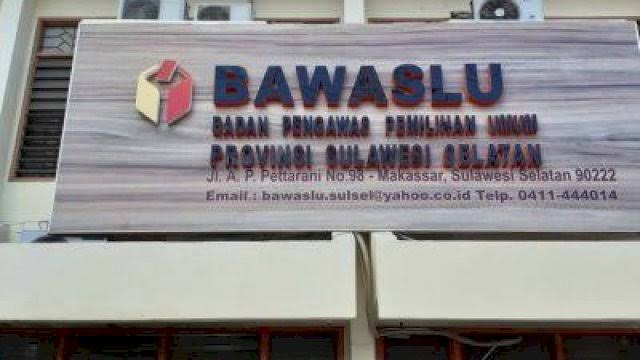 BAWASLU
BADAN PENGAWAS PEMILIHAN UMUM
PROVINSI SULAWESI SELATAN
Jl. A. P. Pettarani No.98 - Makassar, Sulawesi Selatan 90222
Email : bawaslu.sulsel@yahoo.co.id Telp. 0411-444014